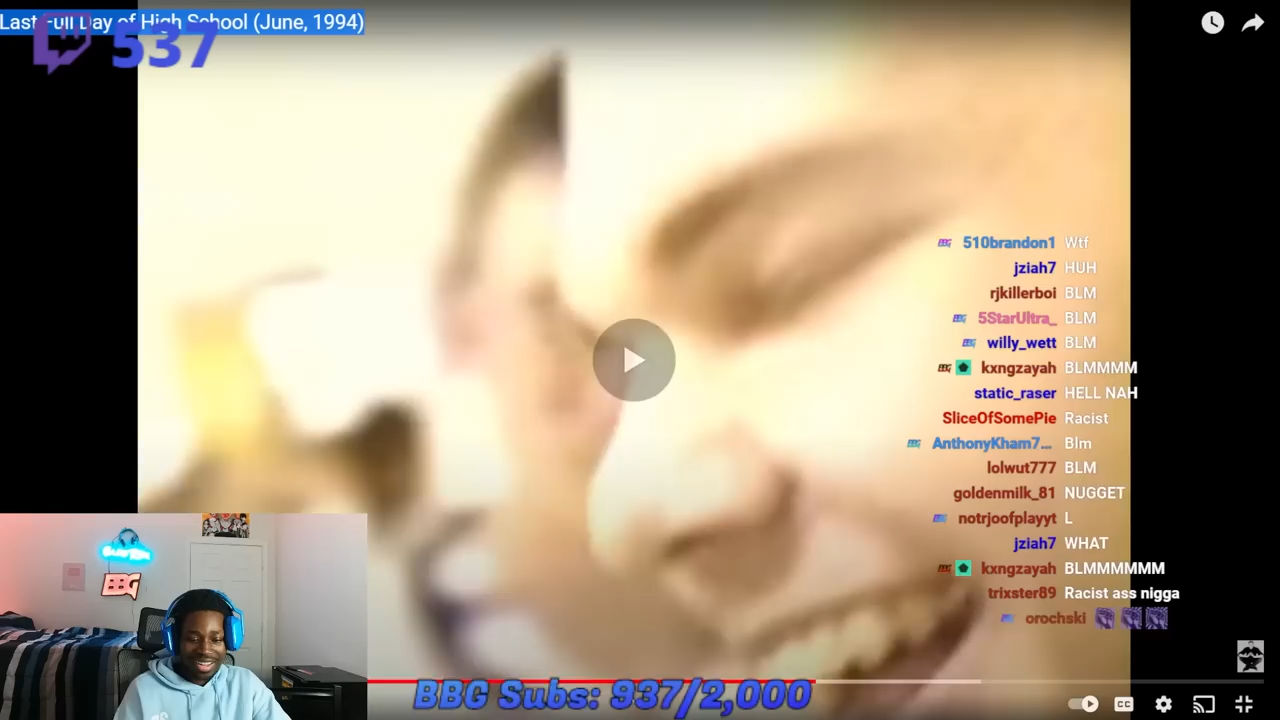 Last Full Day of High School (June, 1994)
537
510brandon1 Wtf
jziah7 HUH
rjkillerboi BLM
5StarUltra_ BLM
willy_wett BLM
kxngzayah BLMMMM
static_raser HELL NAH
SliceOfSomePie Racist
AnthonyKham7... Blm
lolwut777 BLM
goldenmilk_81 NUGGET
notrjoofplayyt L
jziah7 WHAT
kxngzayah BLMMMMMM
trixster89 Racist ass nigga
orochski
BBG
BBG Subs: 937/2,000
CC